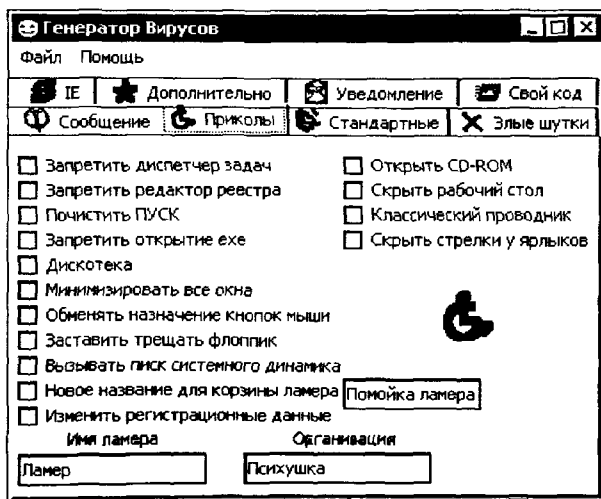 Генератор Вирусов
Файл Помощь
IE Дополнительно Уведомление Свой код
Сообщение Приколы Стандартные Злые шутки
Запретить диспетчер задач
Запретить редактор реестра
Почистить ПУСК
Запретить открытие exe
Дискотека
Минимизировать все окна
Обменять назначение кнопок мыши
Заставить трещать флоппик
Вызывать писк системного динамика
Новое название для корзины ламера Помойка ламера
Изменить регистрационные данные
Открыть CD-ROM
Скрыть рабочий стол
Классический проводник
Скрыть стрелки у ярлыков
Имя ламера Организация
Ламер Психушка